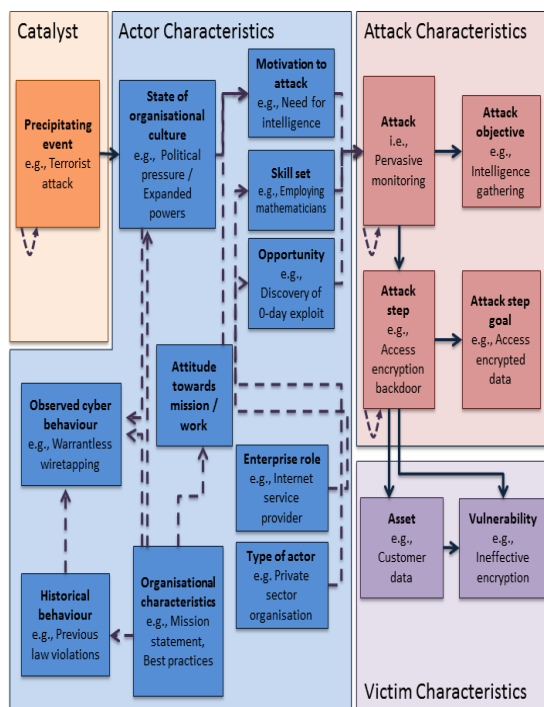 Catalyst
Precipitating
event
e.g., Terrorist
attack
Actor Characteristics
State of
organisational
culture
e.g.,  Political
pressure /
Expanded
powers
Motivation to
attack
e.g., Need for
intelligence
Skill set
e.g., Employing
mathematicians
Opportunity
e.g.,
Discovery of
0-day exploit
Attitude
towards
mission /
work
Observed cyber
behaviour
e.g., Warrantless
wiretapping
Enterprise role
e.g., Internet
service
provider
Type of actor
e.g. Private
sector
organisation
Historical
behaviour
e.g., Previous
law violations
Organisational
characteristics
e.g., Mission
statement,
Best practices
Attack Characteristics
Attack
i.e.,
Pervasive
monitoring
Attack
objective
e.g.,
Intelligence
gathering
Attack
step
e.g.,
Access
encryption
backdoor
Attack step
goal
e.g., Access
encrypted
data
Asset
e.g.,
Customer
data
Vulnerability
e.g.,
Ineffective
encryption
Victim Characteristics